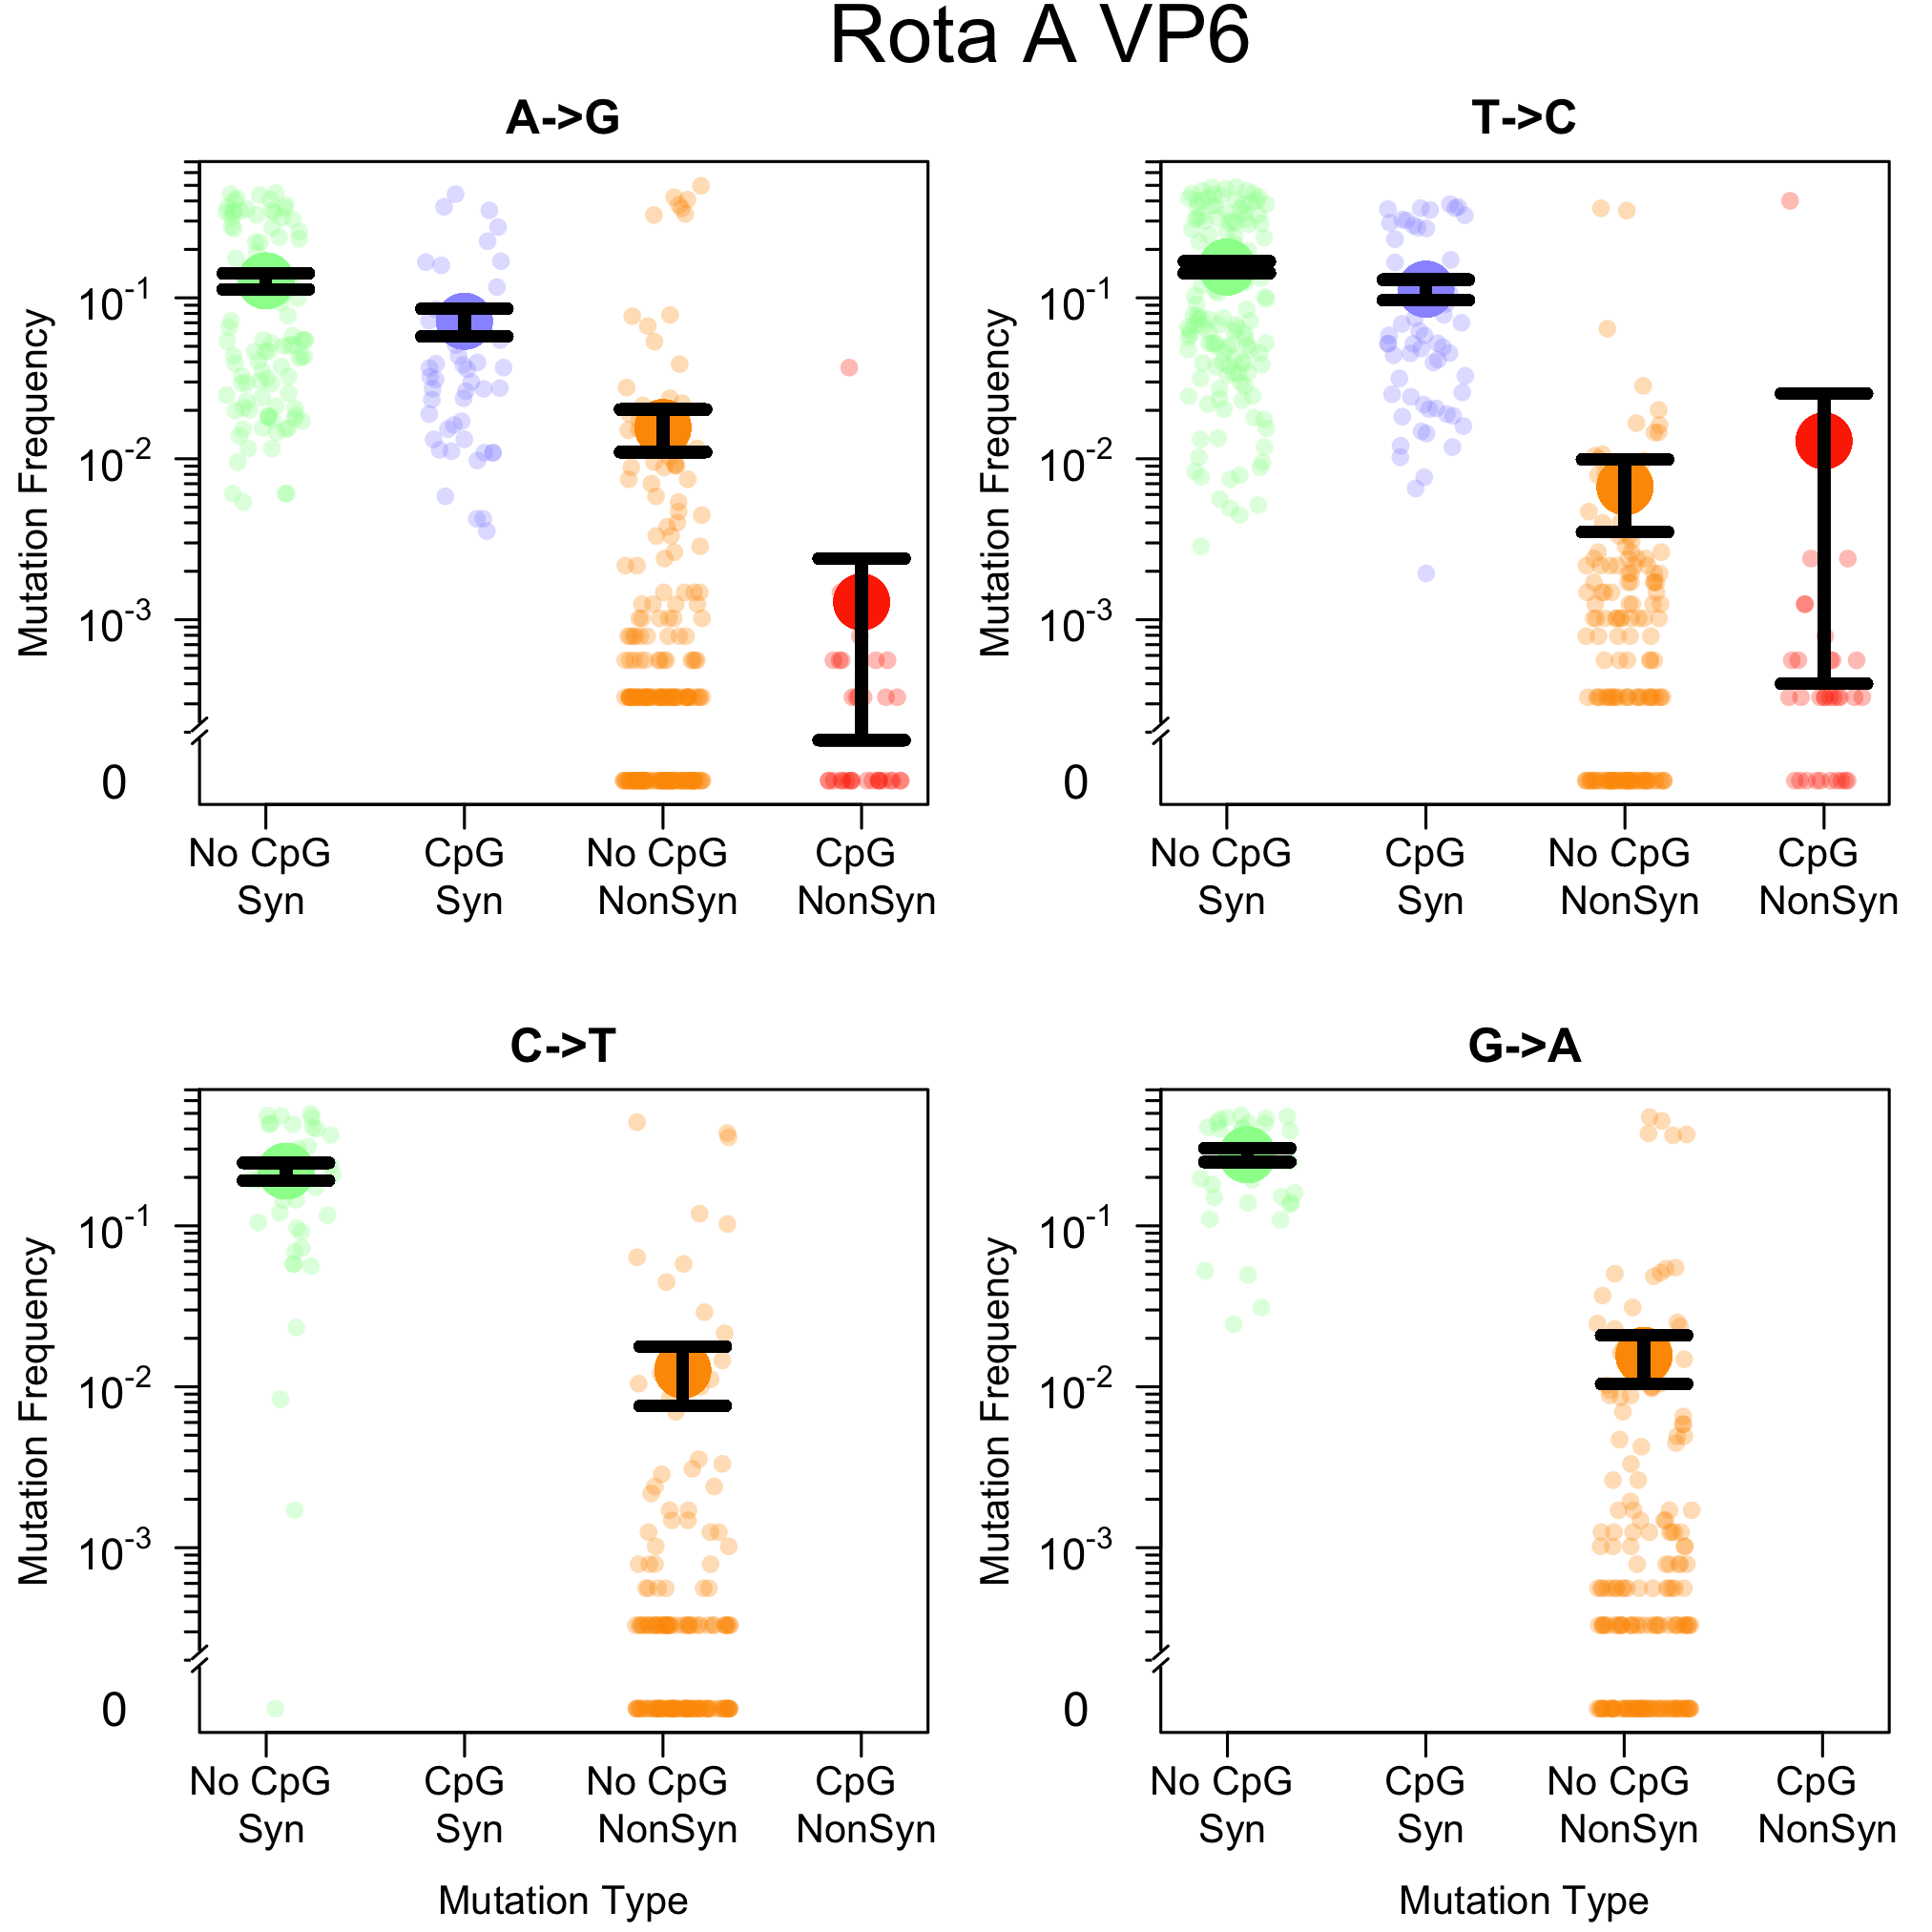 Rota A VP6
A->G
Mutation Frequency
10-1
10-2
10-3
0
No CpG CpG No CpG CpG
Syn Syn NonSyn NonSyn
T->C
Mutation Frequency
10-1
10-2
10-3
0
No CpG CpG No CpG CpG
Syn Syn NonSyn NonSyn
C->T
Mutation Frequency
10-1
10-2
10-3
0
No CpG CpG No CpG CpG
Syn Syn NonSyn NonSyn
Mutation Type
G->A
Mutation Frequency
10-1
10-2
10-3
0
No CpG CpG No CpG CpG
Syn Syn NonSyn NonSyn
Mutation Type